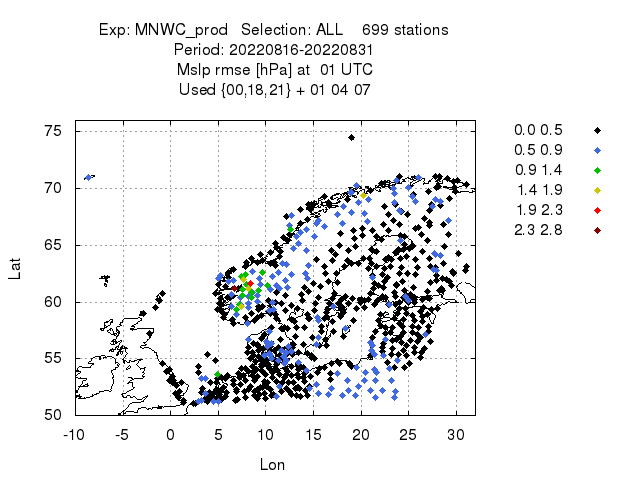 Exp: MNWC_prod Selection: ALL 699 stations
Period: 20220816-20220831
Mslp rmse [hPa] at 01 UTC
Used {00,18,21} + 01 04 07
75
70
65
60
55
50
-10 -5 0 5 10 15 20 25 30
Lat
Lon
0.0 0.5
0.5 0.9
0.9 1.4
1.4 1.9
1.9 2.3
2.3 2.8